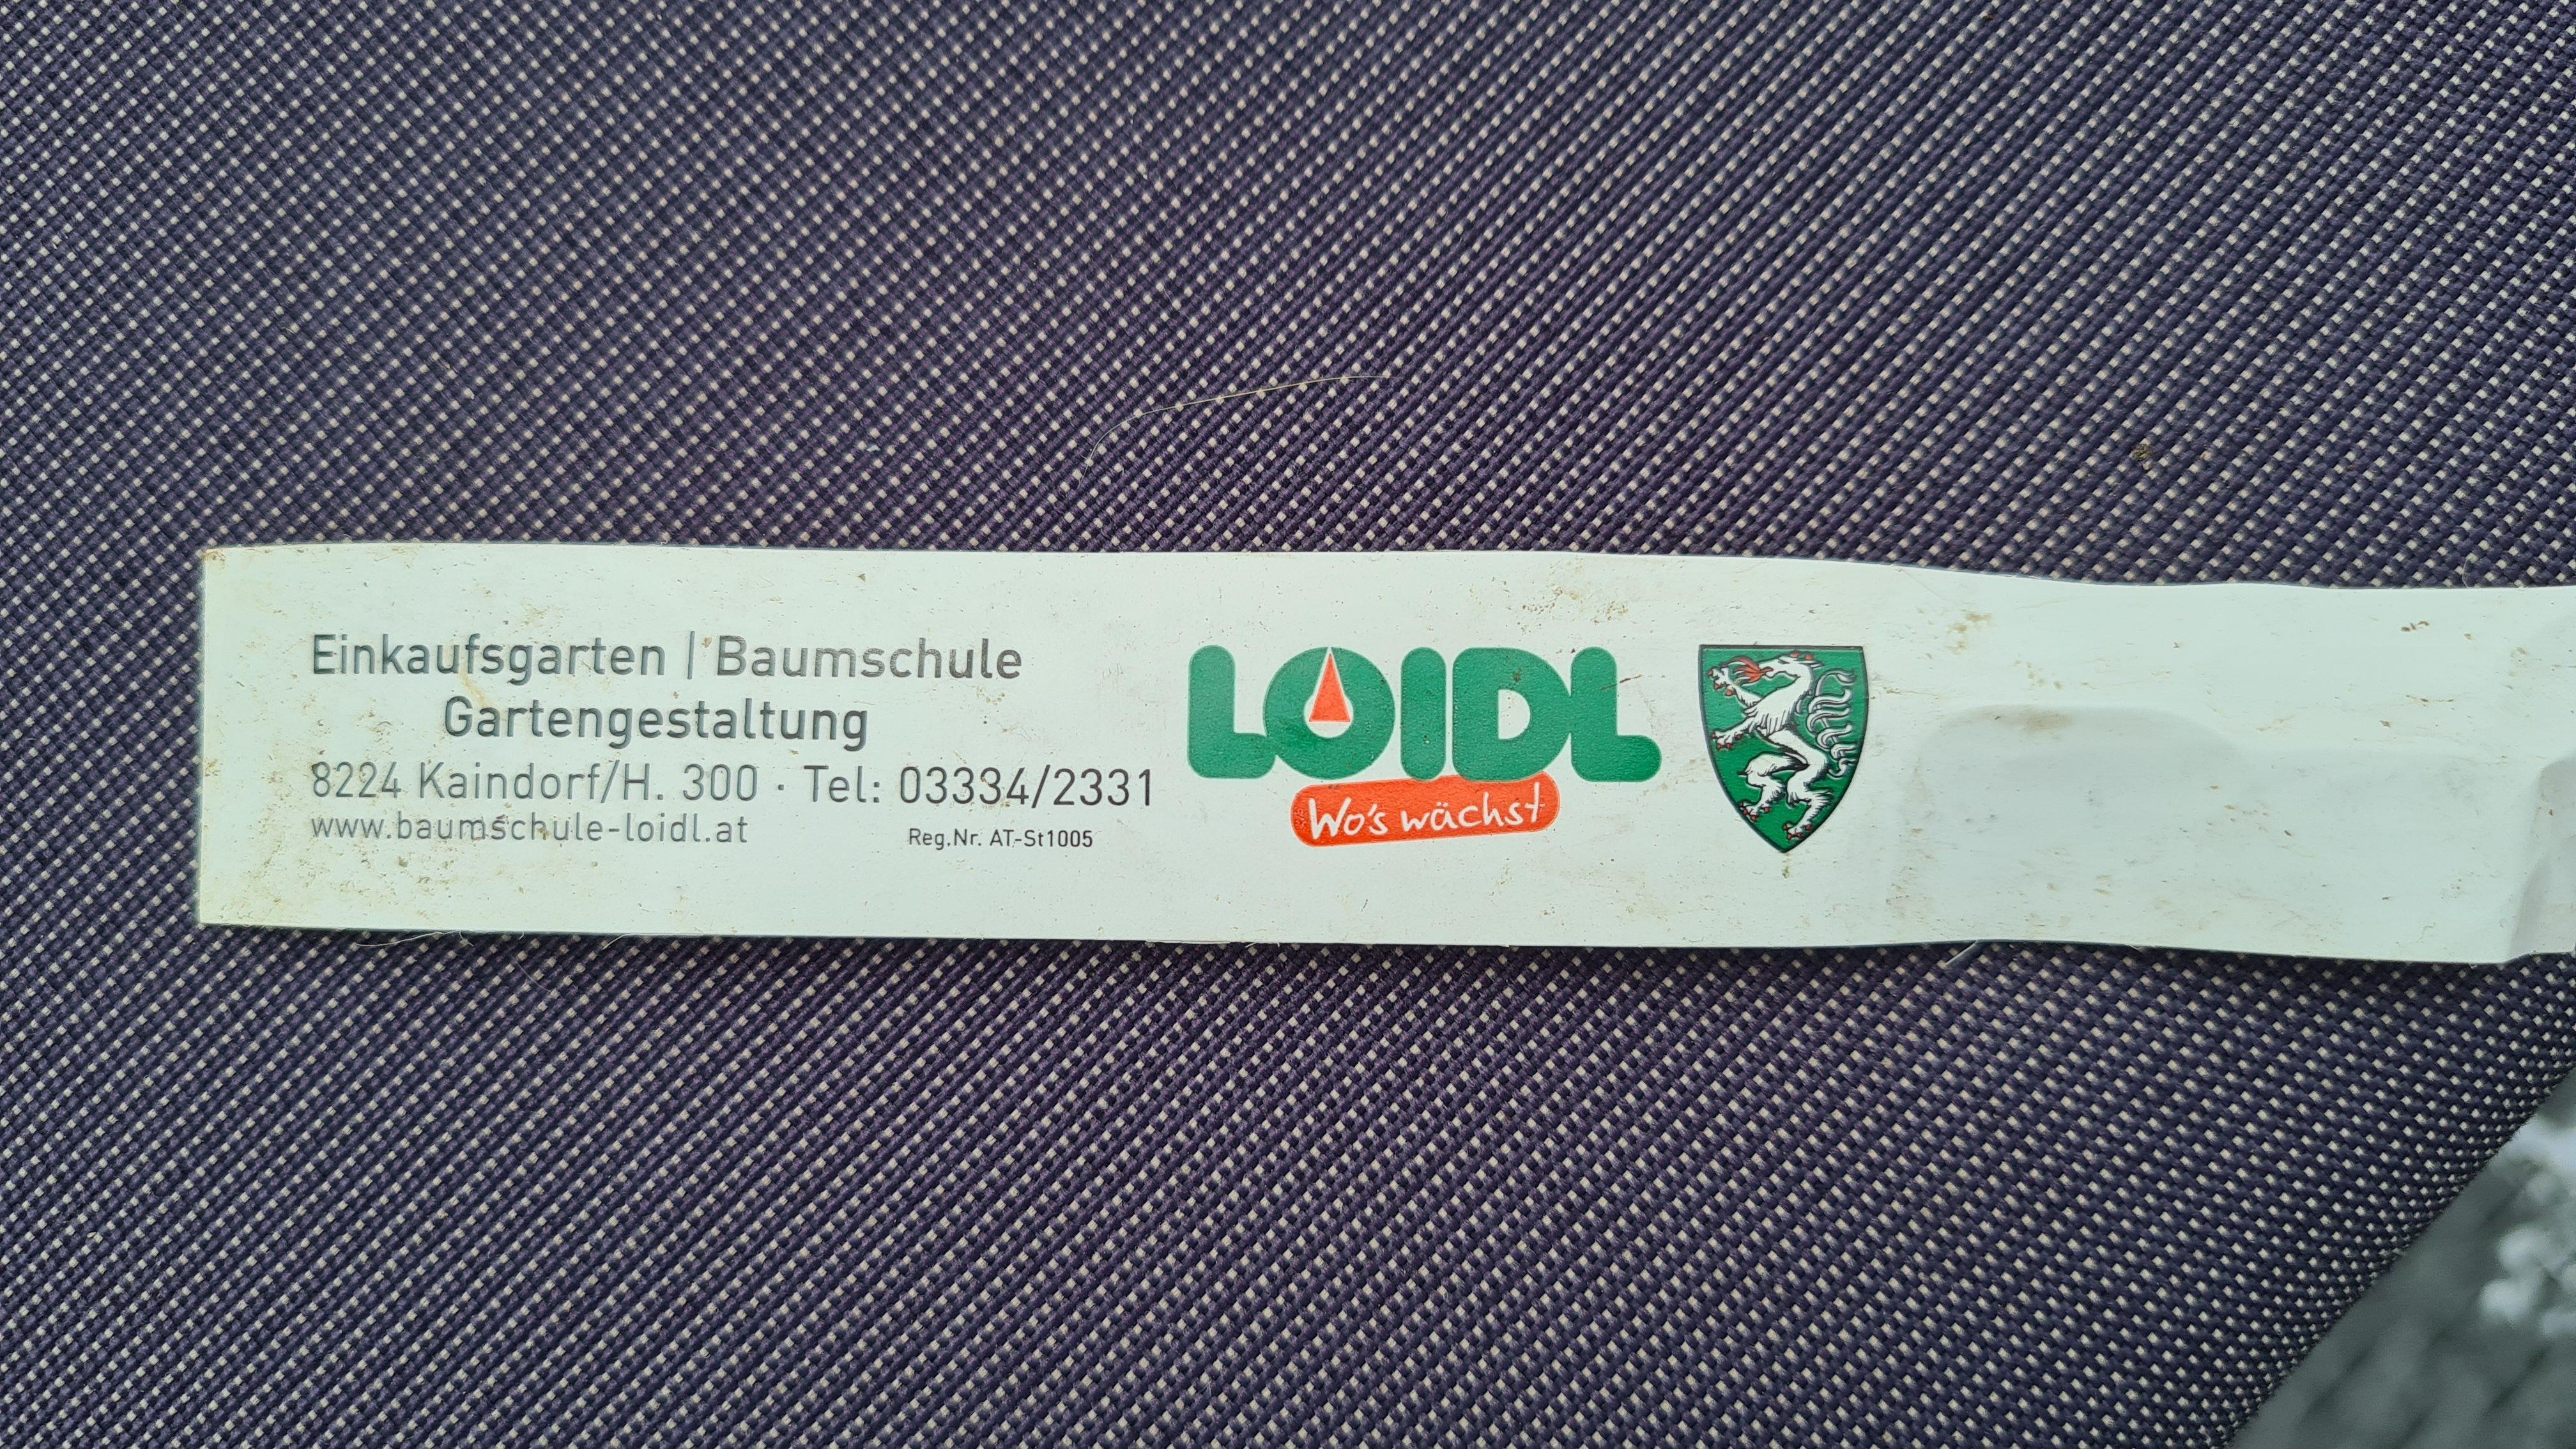 Einkaufsgarten | Baumschule
Gartengestaltung
8224 Kaindorf/H. 300 · Tel: 03334/2331
www.baumschule-loidl.at
Reg.Nr. AT-St1005
LOIDL
Wo's wächst